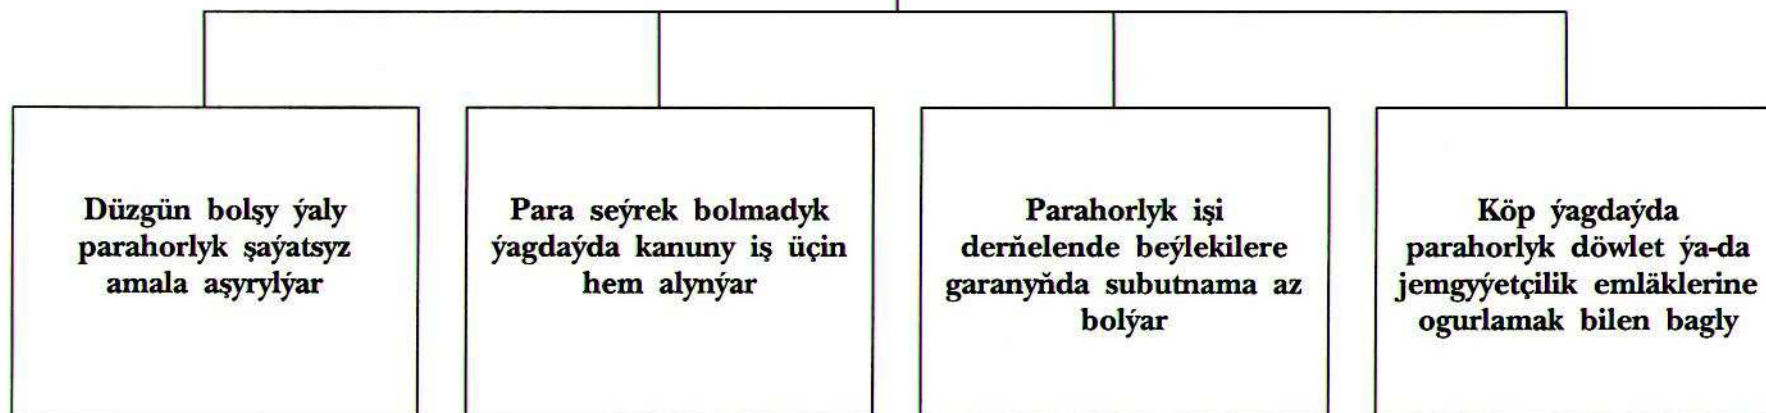 Düzgün bolşy ýaly
parahorlyk şaýatsyz
amala aşyrylýar
Para seýrek bolmadyk
ýagdaýda kanuny iş üçin
hem alynýar
Parahorlyk işi
derňelende beýlekilere
garanyňda subutnama az
bolýar
Köp ýagdaýda
parahorlyk döwlet ýa-da
jemgyýetçilik emläklerine
ogurlamak bilen bagly